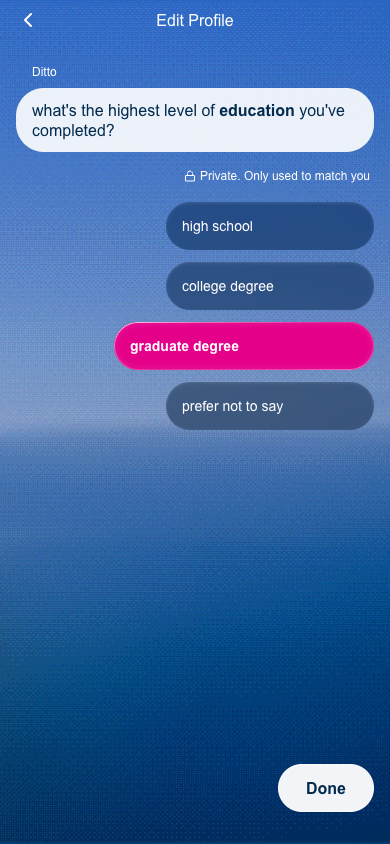 Edit Profile
Ditto
what's the highest level of education you've
completed?
Private. Only used to match you
high school
college degree
graduate degree
prefer not to say
Done